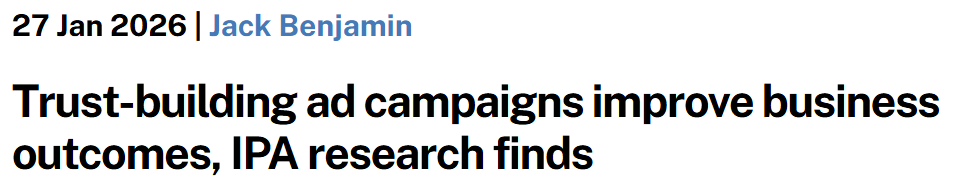 27 Jan 2026 | Jack Benjamin
Trust-building ad campaigns improve business
outcomes, IPA research finds